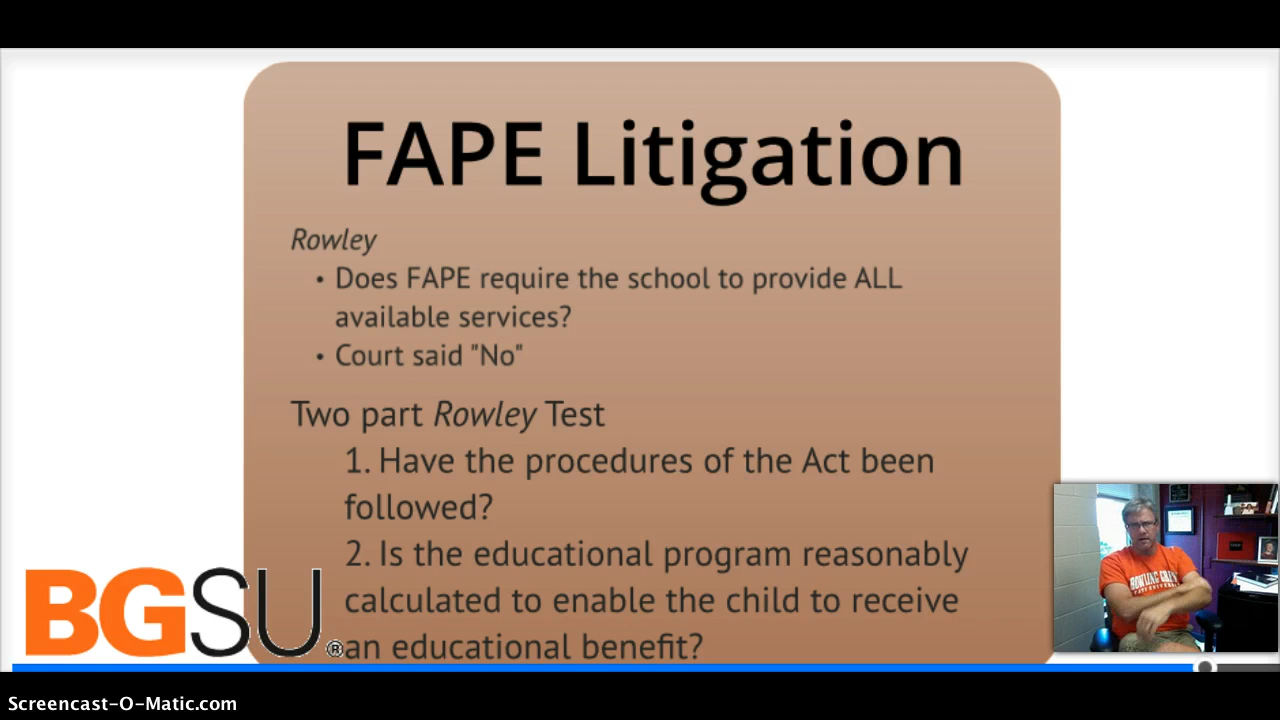 FAPE Litigation
Rowley
• Does FAPE require the school to provide ALL
available services?
• Court said "No"
Two part Rowley Test
1. Have the procedures of the Act been
followed?
2. Is the educational program reasonably
calculated to enable the child to receive
an educational benefit?
BGSU®
BOWLING GREEN
Screencast-O-Matic.com